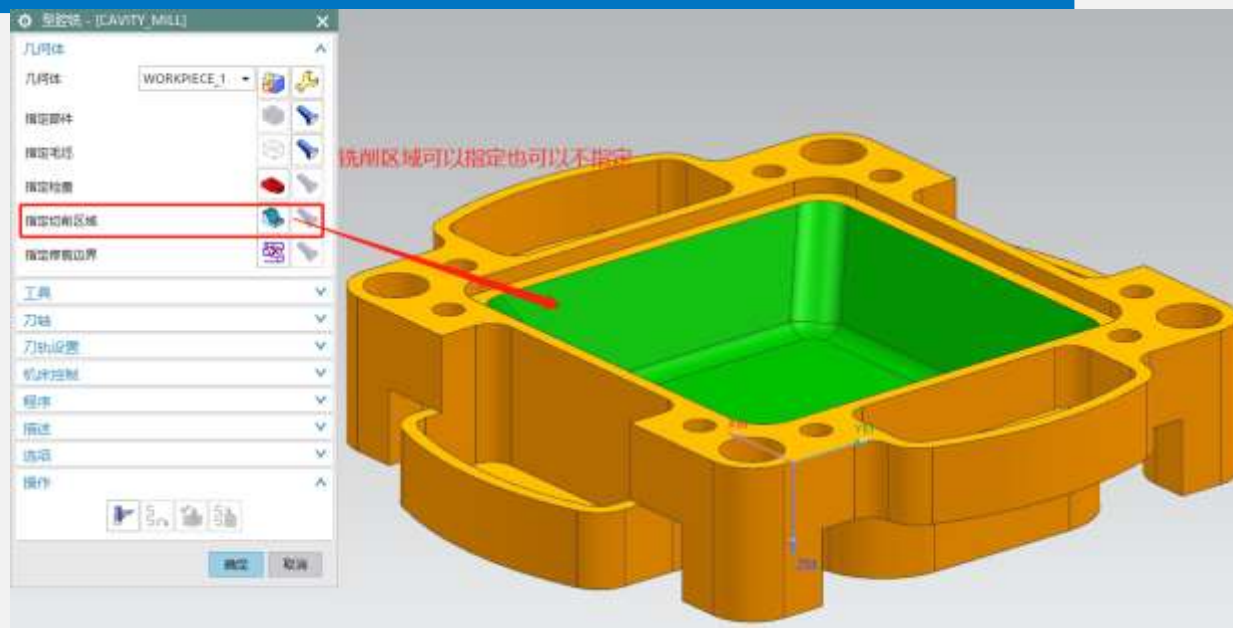 型腔铣 - [CAVITY_MILL]
几何体
几何体 WORKPIECE_1
指定部件
指定毛坯
铣削区域可以指定也可以不指定
指定检查
指定切削区域
指定修剪边界
工具
刀轴
刀轨设置
机床控制
程序
描述
选项
操作
确定 取消